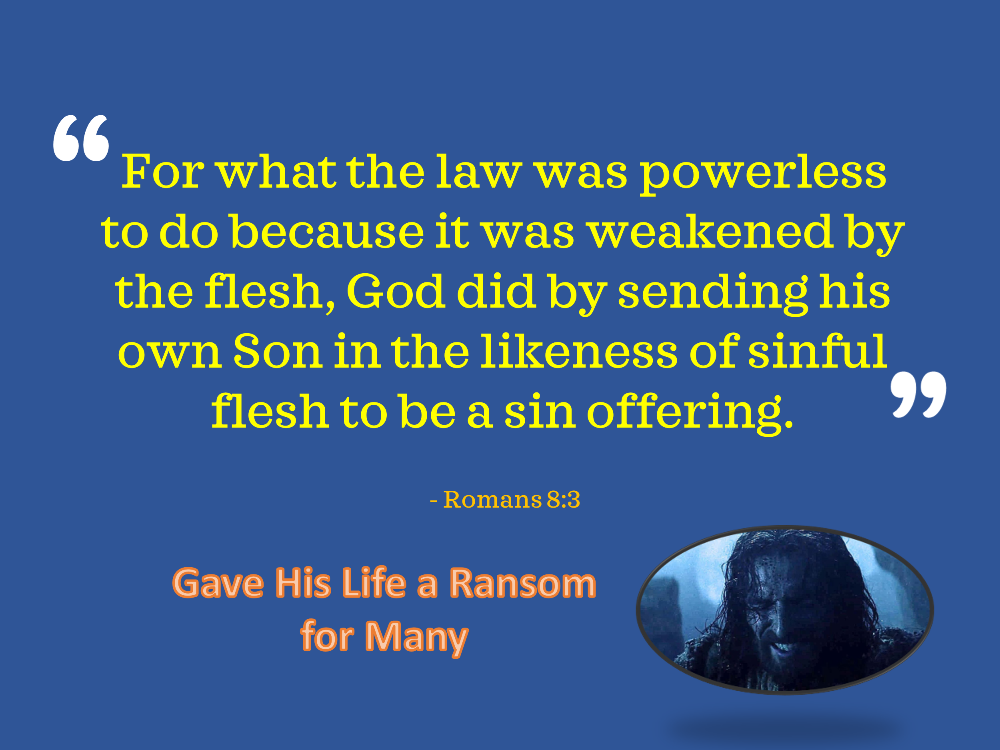 “For what the law was powerless
to do because it was weakened by
the flesh, God did by sending his
own Son in the likeness of sinful
flesh to be a sin offering.”
- Romans 8:3
Gave His Life a Ransom
for Many